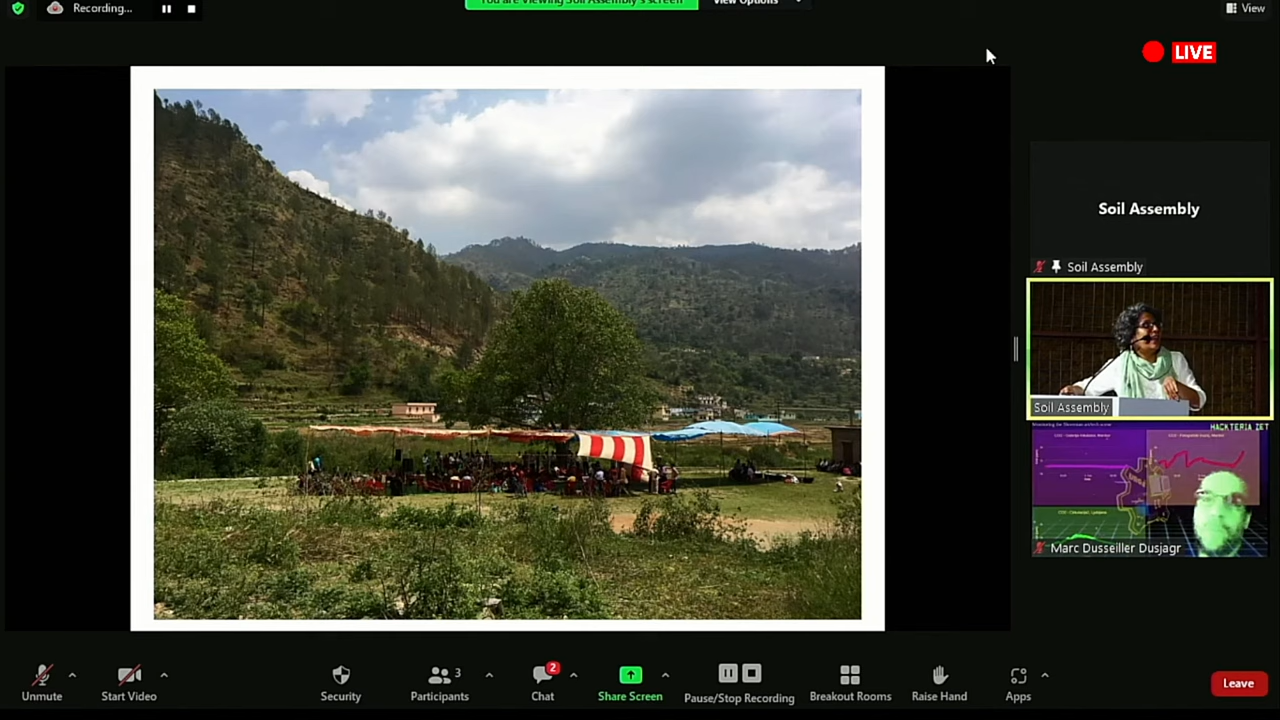 Recording...
You are viewing Soil Assembly's screen
View Options
View
LIVE
Soil Assembly
Soil Assembly
Soil Assembly
HACKTERIA ZET
Marc Dusseiller Dusjagr
Unmute
Start Video
Security
Participants
3
Chat
2
Share Screen
Pause/Stop Recording
Breakout Rooms
Raise Hand
Apps
Leave